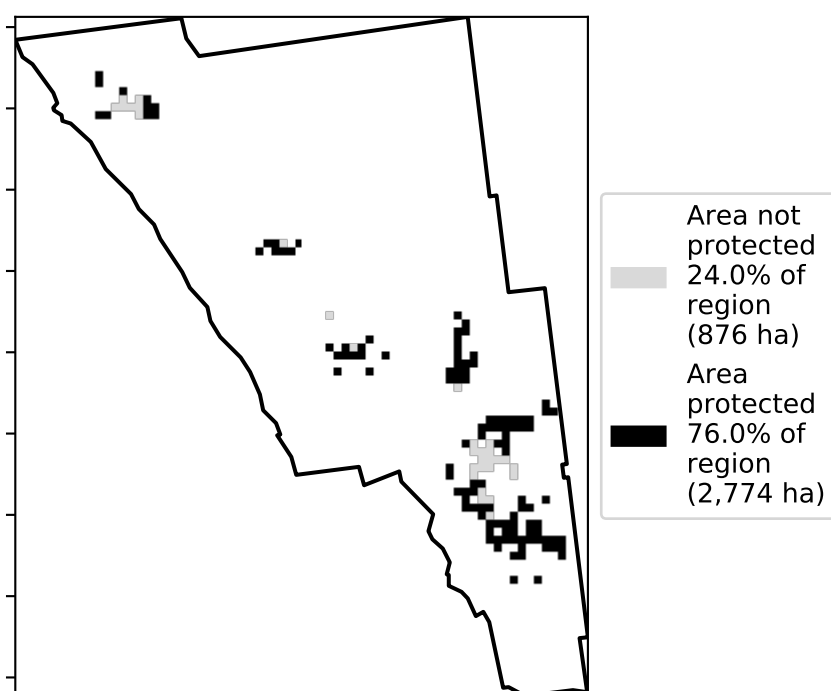 Area not
protected
24.0% of
region
(876 ha)
Area
protected
76.0% of
region
(2,774 ha)